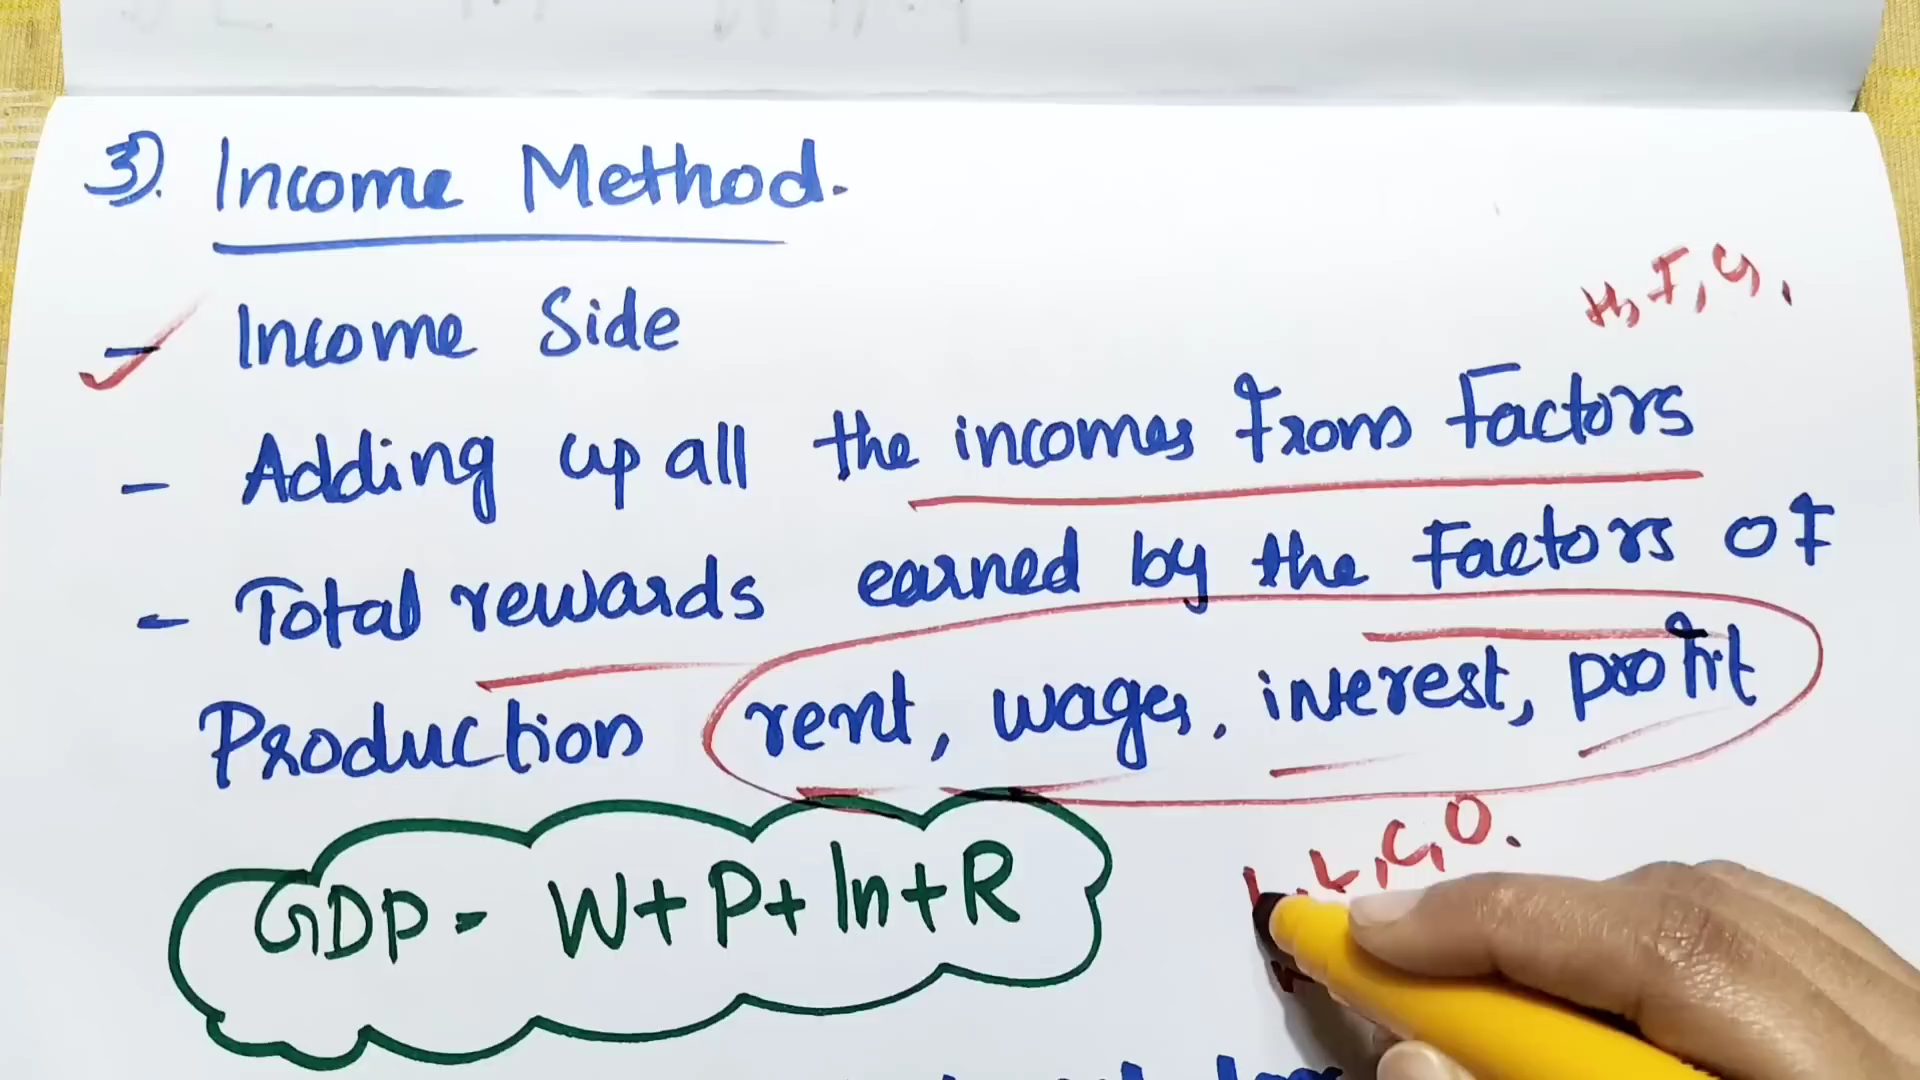 3). Income Method.
- Income Side
H, F, G,
- Adding up all the incomes from factors
- Total rewards earned by the factors of
Production rent, wages, interest, profit
L, L, C, O.
GDP = W + P + In + R